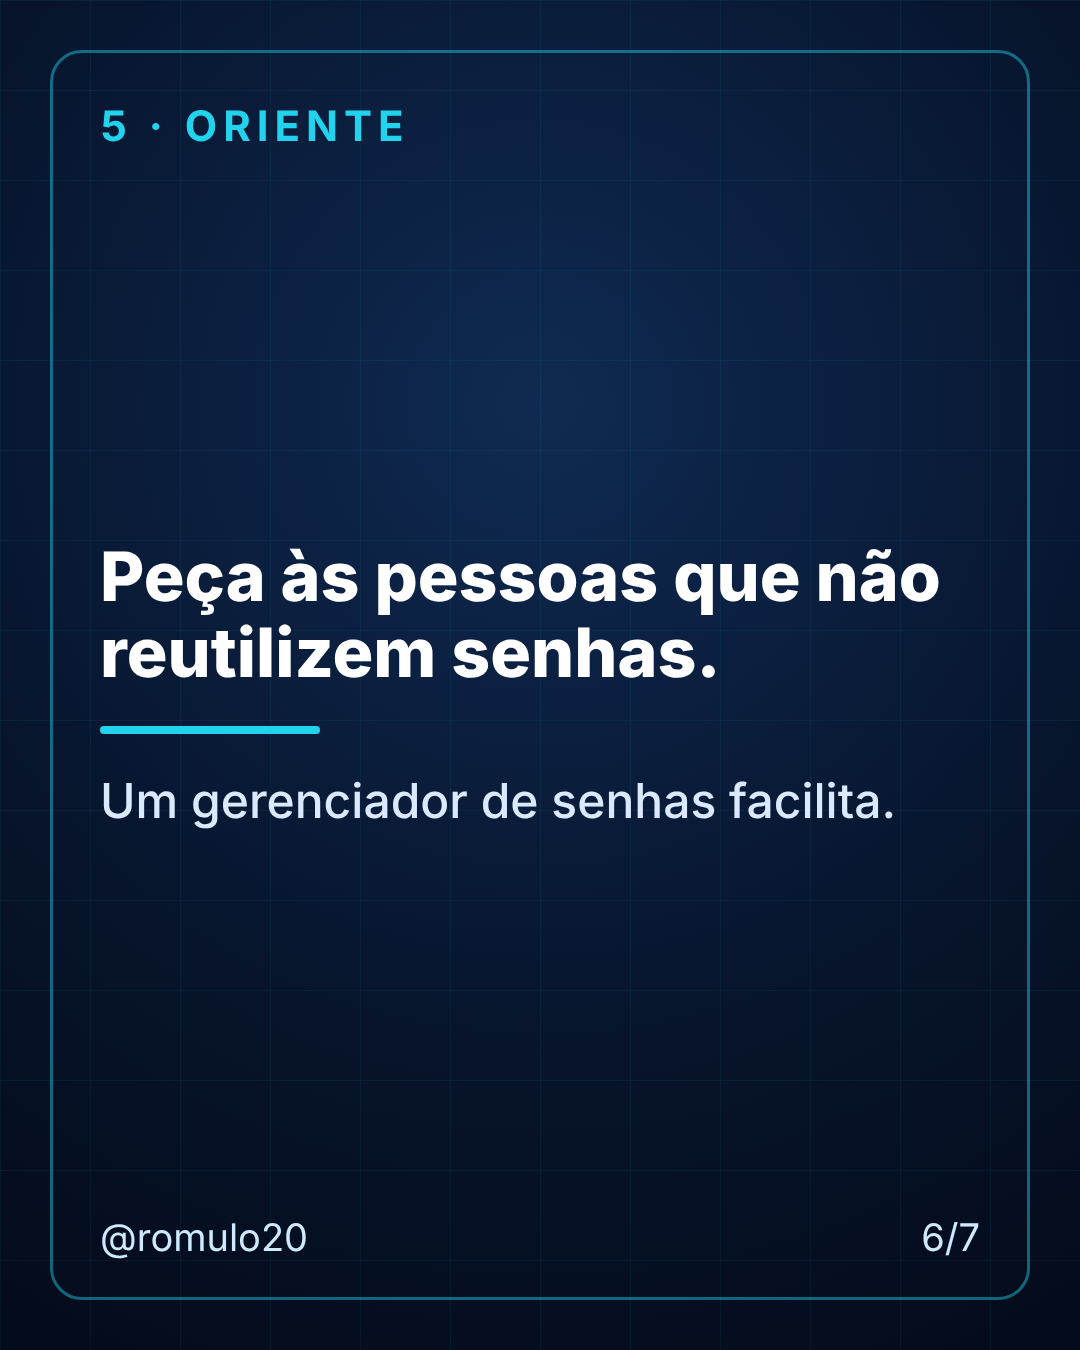 5 · ORIENTE
Peça às pessoas que não
reutilizem senhas.
Um gerenciador de senhas facilita.
@romulo20
6/7